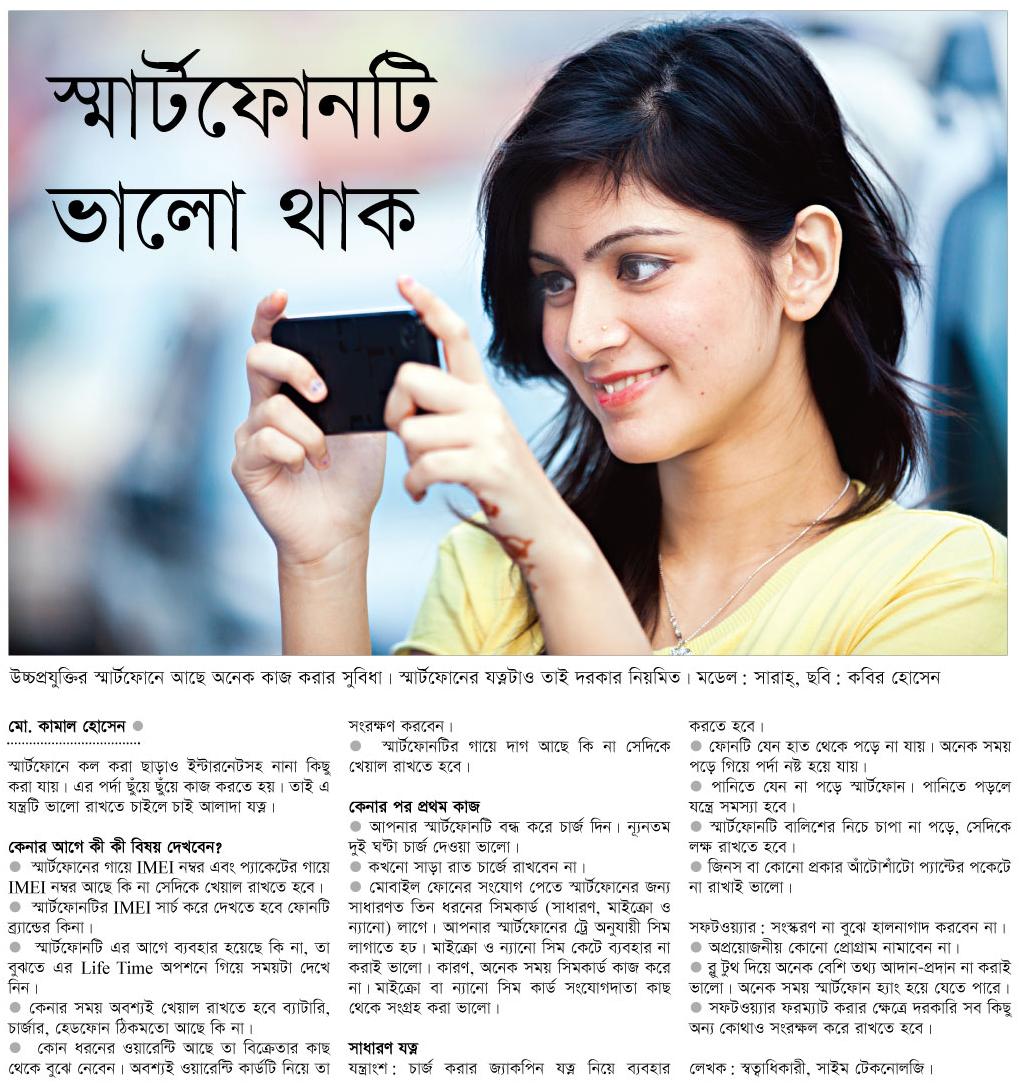 স্মার্টফোনটি
ভালো থাক
উচ্চপ্রযুক্তির স্মার্টফোনে আছে অনেক কাজ করার সুবিধা। স্মার্টফোনের যত্নটাও তাই দরকার নিয়মিত। মডেল : সারাহ্, ছবি : কবির হোসেন
মো. কামাল হোসেন ●
স্মার্টফোনে কল করা ছাড়াও ইন্টারনেটসহ নানা কিছু
করা যায়। এর পর্দা ছুঁয়ে ছুঁয়ে কাজ করতে হয়। তাই এ
যন্ত্রটি ভালো রাখতে চাইলে চাই আলাদা যত্ন।
কেনার আগে কী কী বিষয় দেখবেন?
● স্মার্টফোনের গায়ে IMEI নম্বর এবং প্যাকেটের গায়ে
IMEI নম্বর আছে কি না সেদিকে খেয়াল রাখতে হবে।
● স্মার্টফোনটির IMEI সার্চ করে দেখতে হবে ফোনটি
ব্র্যান্ডের কিনা।
● স্মার্টফোনটি এর আগে ব্যবহার হয়েছে কি না, তা
বুঝতে এর Life Time অপশনে গিয়ে সময়টা দেখে
নিন।
● কেনার সময় অবশ্যই খেয়াল রাখতে হবে ব্যাটারি,
চার্জার, হেডফোন ঠিকমতো আছে কি না।
● কোন ধরনের ওয়ারেন্টি আছে তা বিক্রেতার কাছ
থেকে বুঝে নেবেন। অবশ্যই ওয়ারেন্টি কার্ডটি নিয়ে তা
সংরক্ষণ করবেন।
● স্মার্টফোনটির গায়ে দাগ আছে কি না সেদিকে
খেয়াল রাখতে হবে।
কেনার পর প্রথম কাজ
● আপনার স্মার্টফোনটি বন্ধ করে চার্জ দিন। ন্যূনতম
দুই ঘণ্টা চার্জ দেওয়া ভালো।
● কখনো সাড়া রাত চার্জে রাখবেন না।
● মোবাইল ফোনের সংযোগ পেতে স্মার্টফোনের জন্য
সাধারণত তিন ধরনের সিমকার্ড (সাধারণ, মাইক্রো ও
ন্যানো) লাগে। আপনার স্মার্টফোনের ট্রে অনুযায়ী সিম
লাগাতে হঢ। মাইক্রো ও ন্যানো সিম কেটে ব্যবহার না
করাই ভালো। কারণ, অনেক সময় সিমকার্ড কাজ করে
না। মাইক্রো বা ন্যানো সিম কার্ড সংযোগদাতা কাছ
থেকে সংগ্রহ করা ভালো।
সাধারণ যত্ন
যন্ত্রাংশ : চার্জ করার জ্যাকপিন যত্ন নিয়ে ব্যবহার
করতে হবে।
● ফোনটি যেন হাত থেকে পড়ে না যায়। অনেক সময়
পড়ে গিয়ে পর্দা নষ্ট হয়ে যায়।
● পানিতে যেন না পড়ে স্মার্টফোন। পানিতে পড়লে
যন্ত্রে সমস্যা হবে।
● স্মার্টফোনটি বালিশের নিচে চাপা না পড়ে, সেদিকে
লক্ষ রাখতে হবে।
● জিনস বা কোনো প্রকার আঁটোশাঁটো প্যান্টের পকেটে
না রাখাই ভালো।
সফটওয়্যার : সংস্করণ না বুঝে হালনাগাদ করবেন না।
● অপ্রয়োজনীয় কোনো প্রোগ্রাম নামাবেন না।
● ব্লু টুথ দিয়ে অনেক বেশি তথ্য আদান-প্রদান না করাই
ভালো। অনেক সময় স্মার্টফোন হ্যাং হয়ে যেতে পারে।
● সফটওয়্যার ফরম্যাট করার ক্ষেত্রে দরকারি সব কিছু
অন্য কোথাও সংরক্ষল করে রাখতে হবে।
লেখক : স্বত্বাধিকারী, সাইম টেকনোলজি।